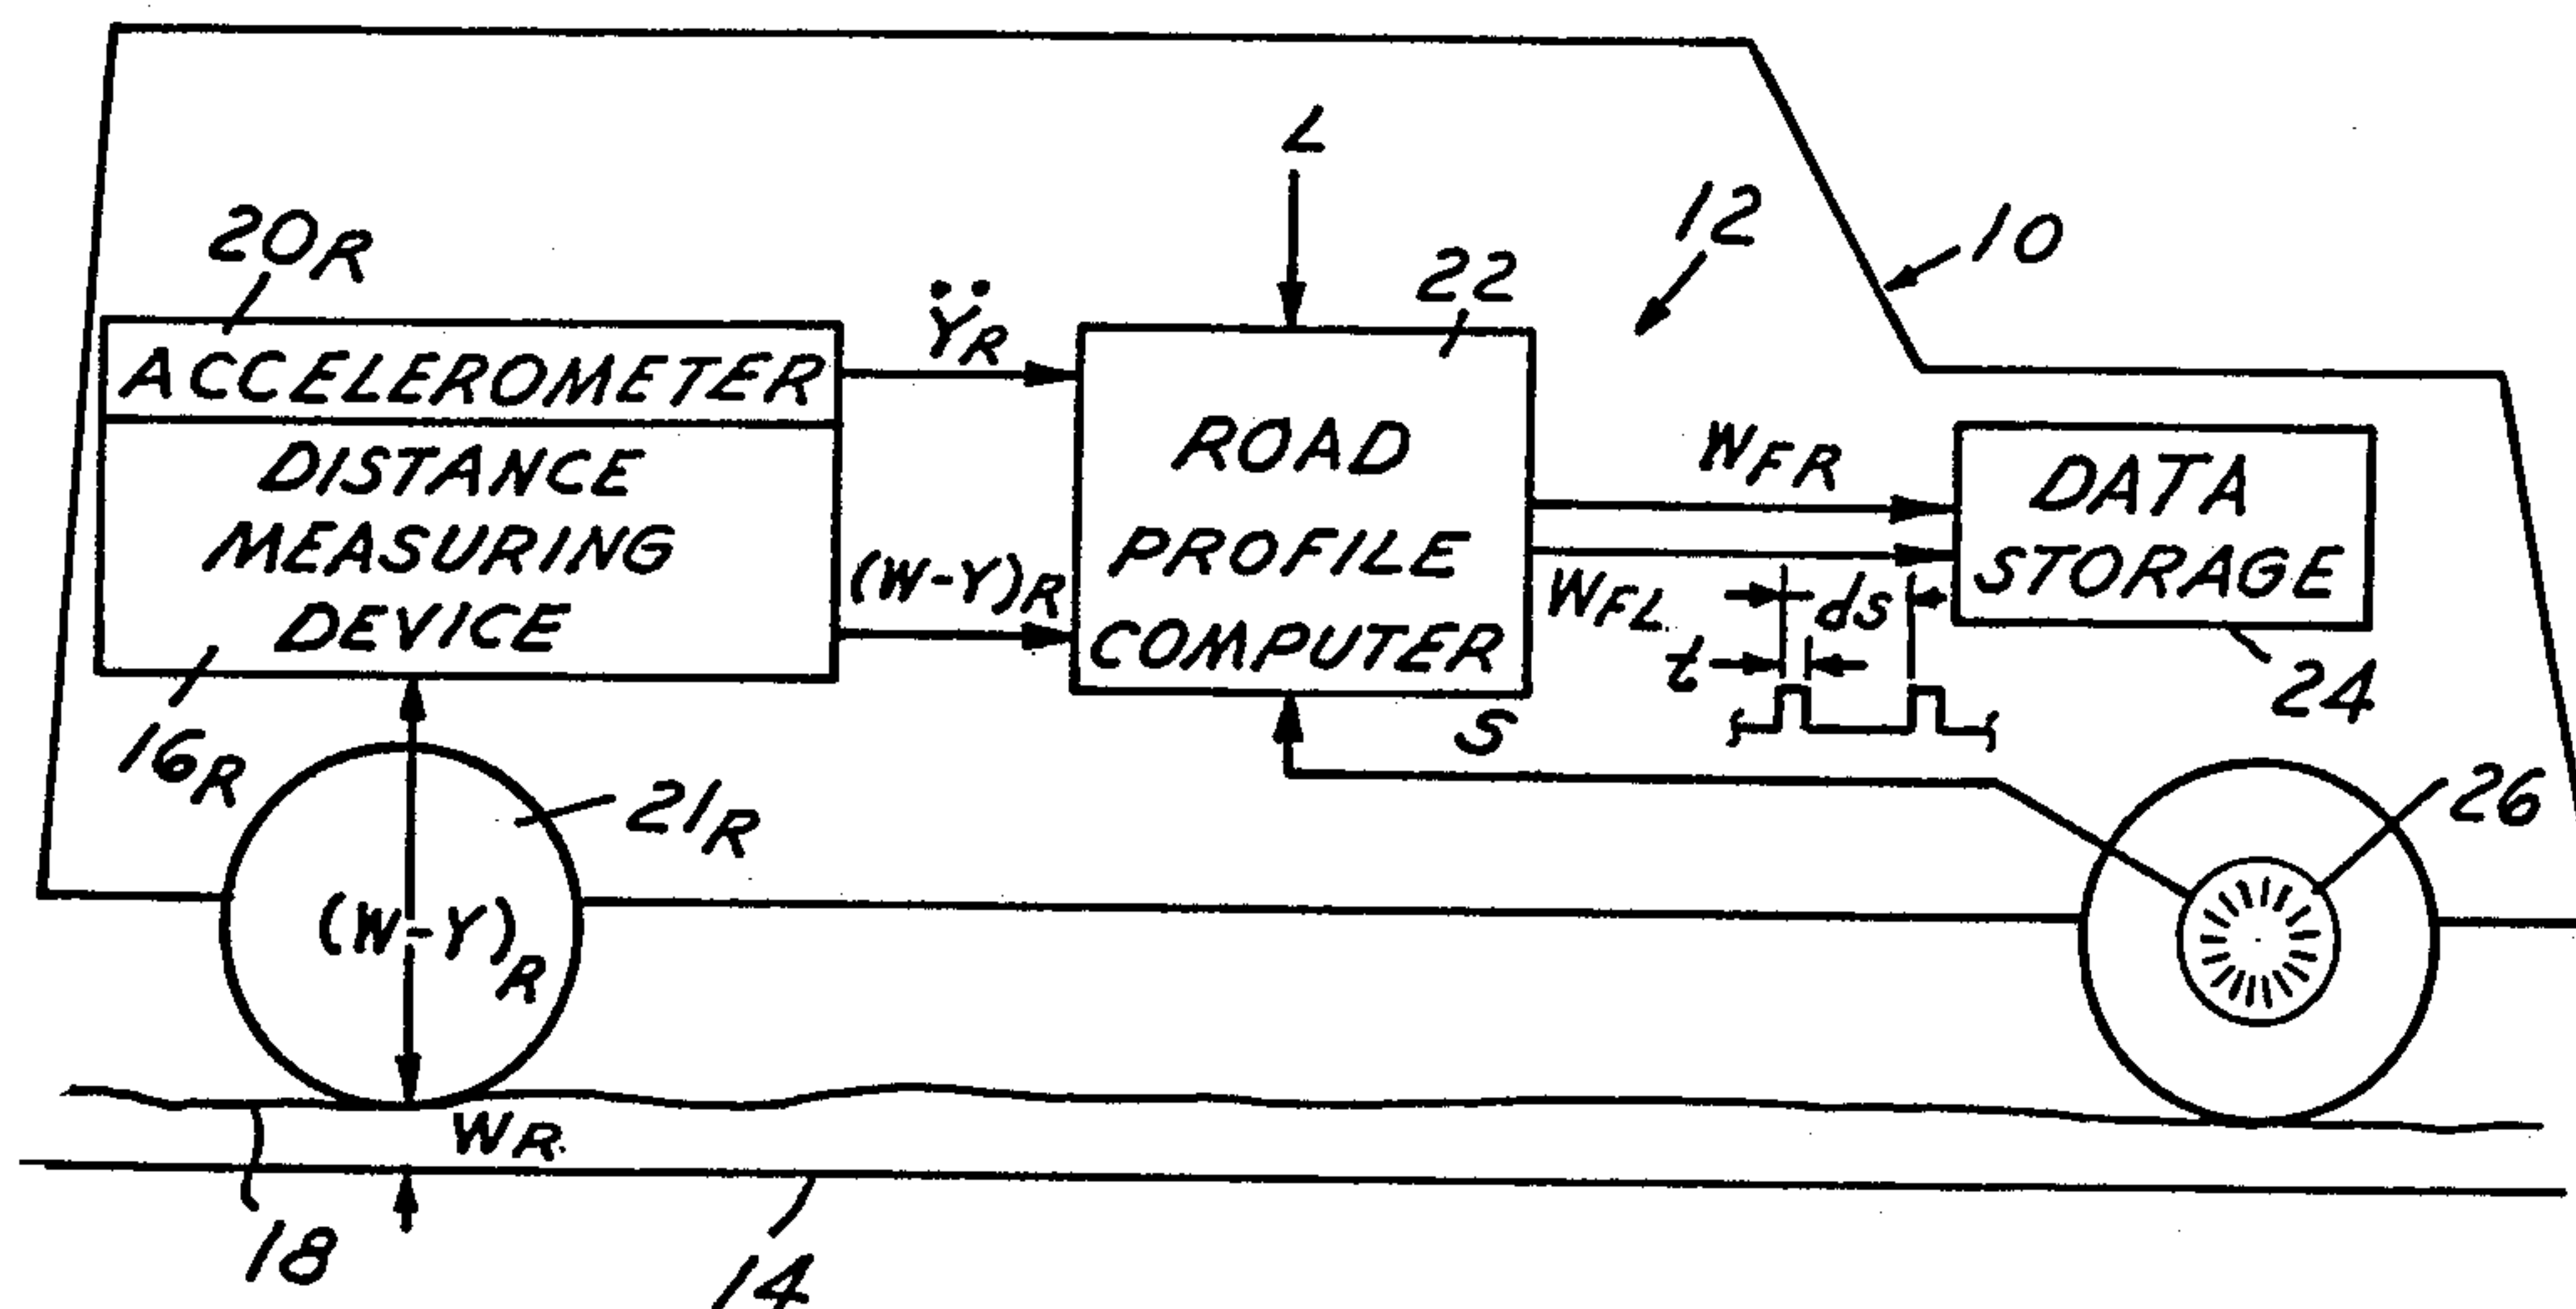 L
12
10
20R
22
ŸR
ACCELEROMETER
DISTANCE
MEASURING
DEVICE
(W-Y)R
ROAD
PROFILE
COMPUTER
WFR
WFL
DATA
STORAGE
ds
t
24
S
16R
21R
26
(W-Y)R
WR
18
14